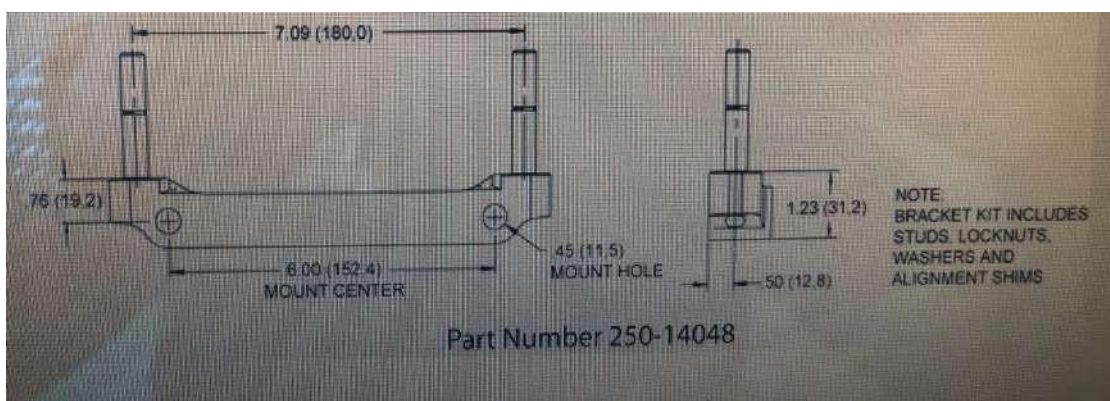 7.09 (180,0)
.76 (19.2)
6.00 (152.4)
MOUNT CENTER
.45 (11,5)
MOUNT HOLE
1.23 (31.2)
.50 (12,8)
NOTE:
BRACKET KIT INCLUDES
STUDS, LOCKNUTS,
WASHERS AND
ALIGNMENT SHIMS
Part Number 250-14048